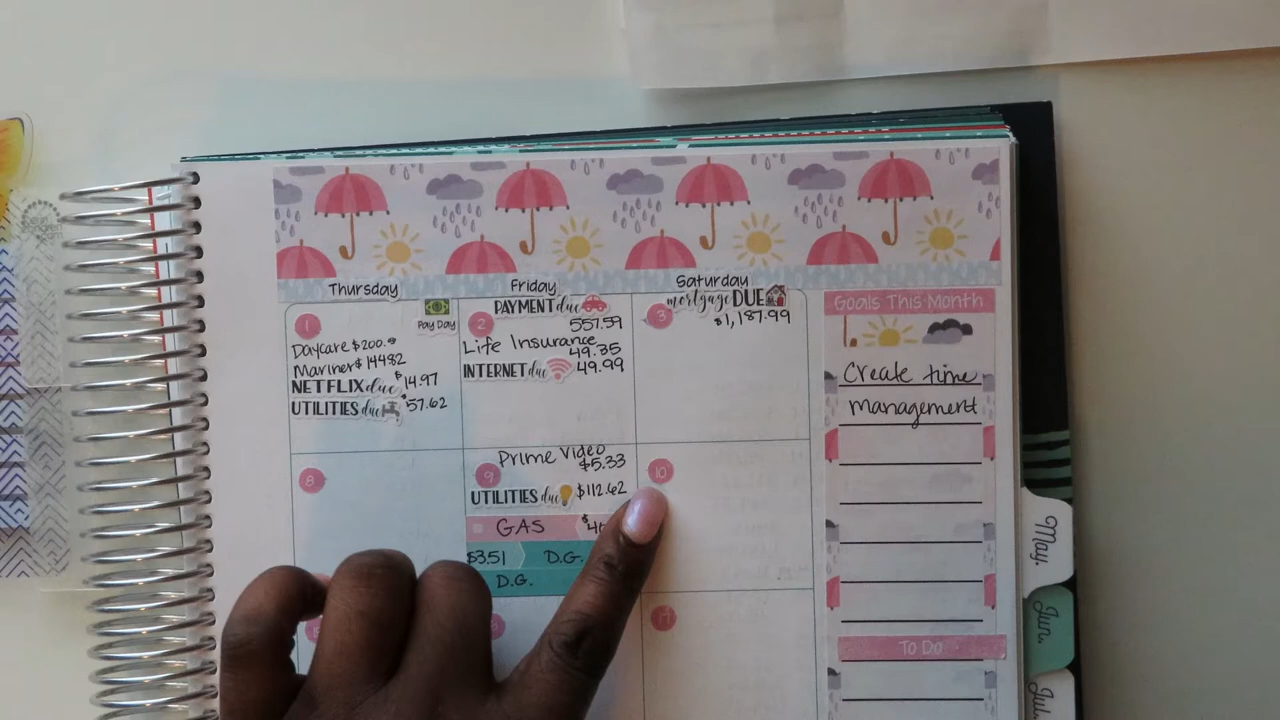 Thursday
Friday
Saturday
1
Pay Day
Daycare $200.00
Mariner $144.82
NETFLIX due $14.97
UTILITIES due $57.62
2
PAYMENT due
557.59
Life Insurance
49.35
INTERNET due 49.99
3
mortgage DUE
$1,187.99
8
9
Prime Video
$5.33
UTILITIES due $112.62
GAS
$3.51 D.G.
D.G.
10
17
Goals This Month
Create time
management
To Do
May.
Jun.
Jul.